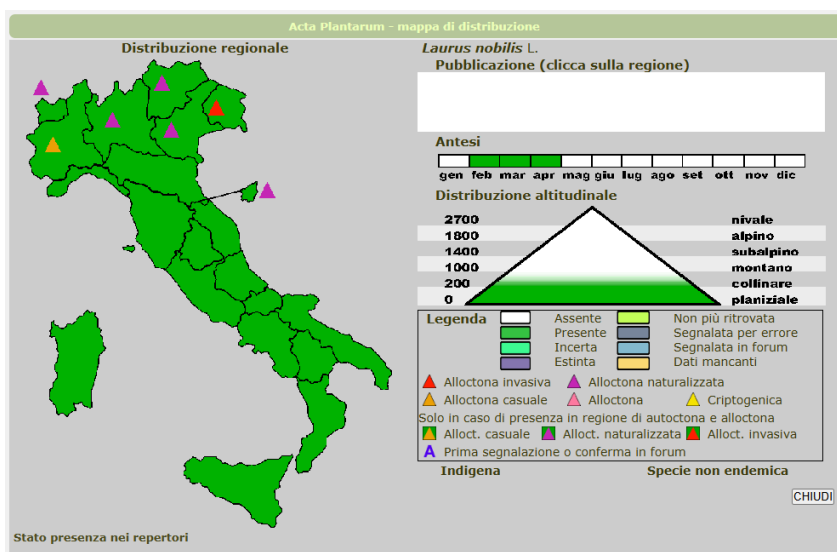 Acta Plantarum - mappa di distribuzione
Distribuzione regionale
Laurus nobilis L.
Pubblicazione (clicca sulla regione)
Antesi
gen feb mar apr mag giu lug ago set ott nov dic
Distribuzione altitudinale
2700 nivale
1800 alpino
1400 subalpino
1000 montano
200 collinare
0 planiziale
Legenda
Assente Non più ritrovata
Presente Segnalata per errore
Incerta Segnalata in forum
Estinta Dati mancanti
Alloctona invasiva Alloctona naturalizzata
Alloctona casuale Alloctona Criptogenica
Solo in caso di presenza in regione di autoctona e alloctona
Alloct. casuale Alloct. naturalizzata Alloct. invasiva
A Prima segnalazione o conferma in forum
Indigena Specie non endemica
CHIUDI
Stato presenza nei repertori